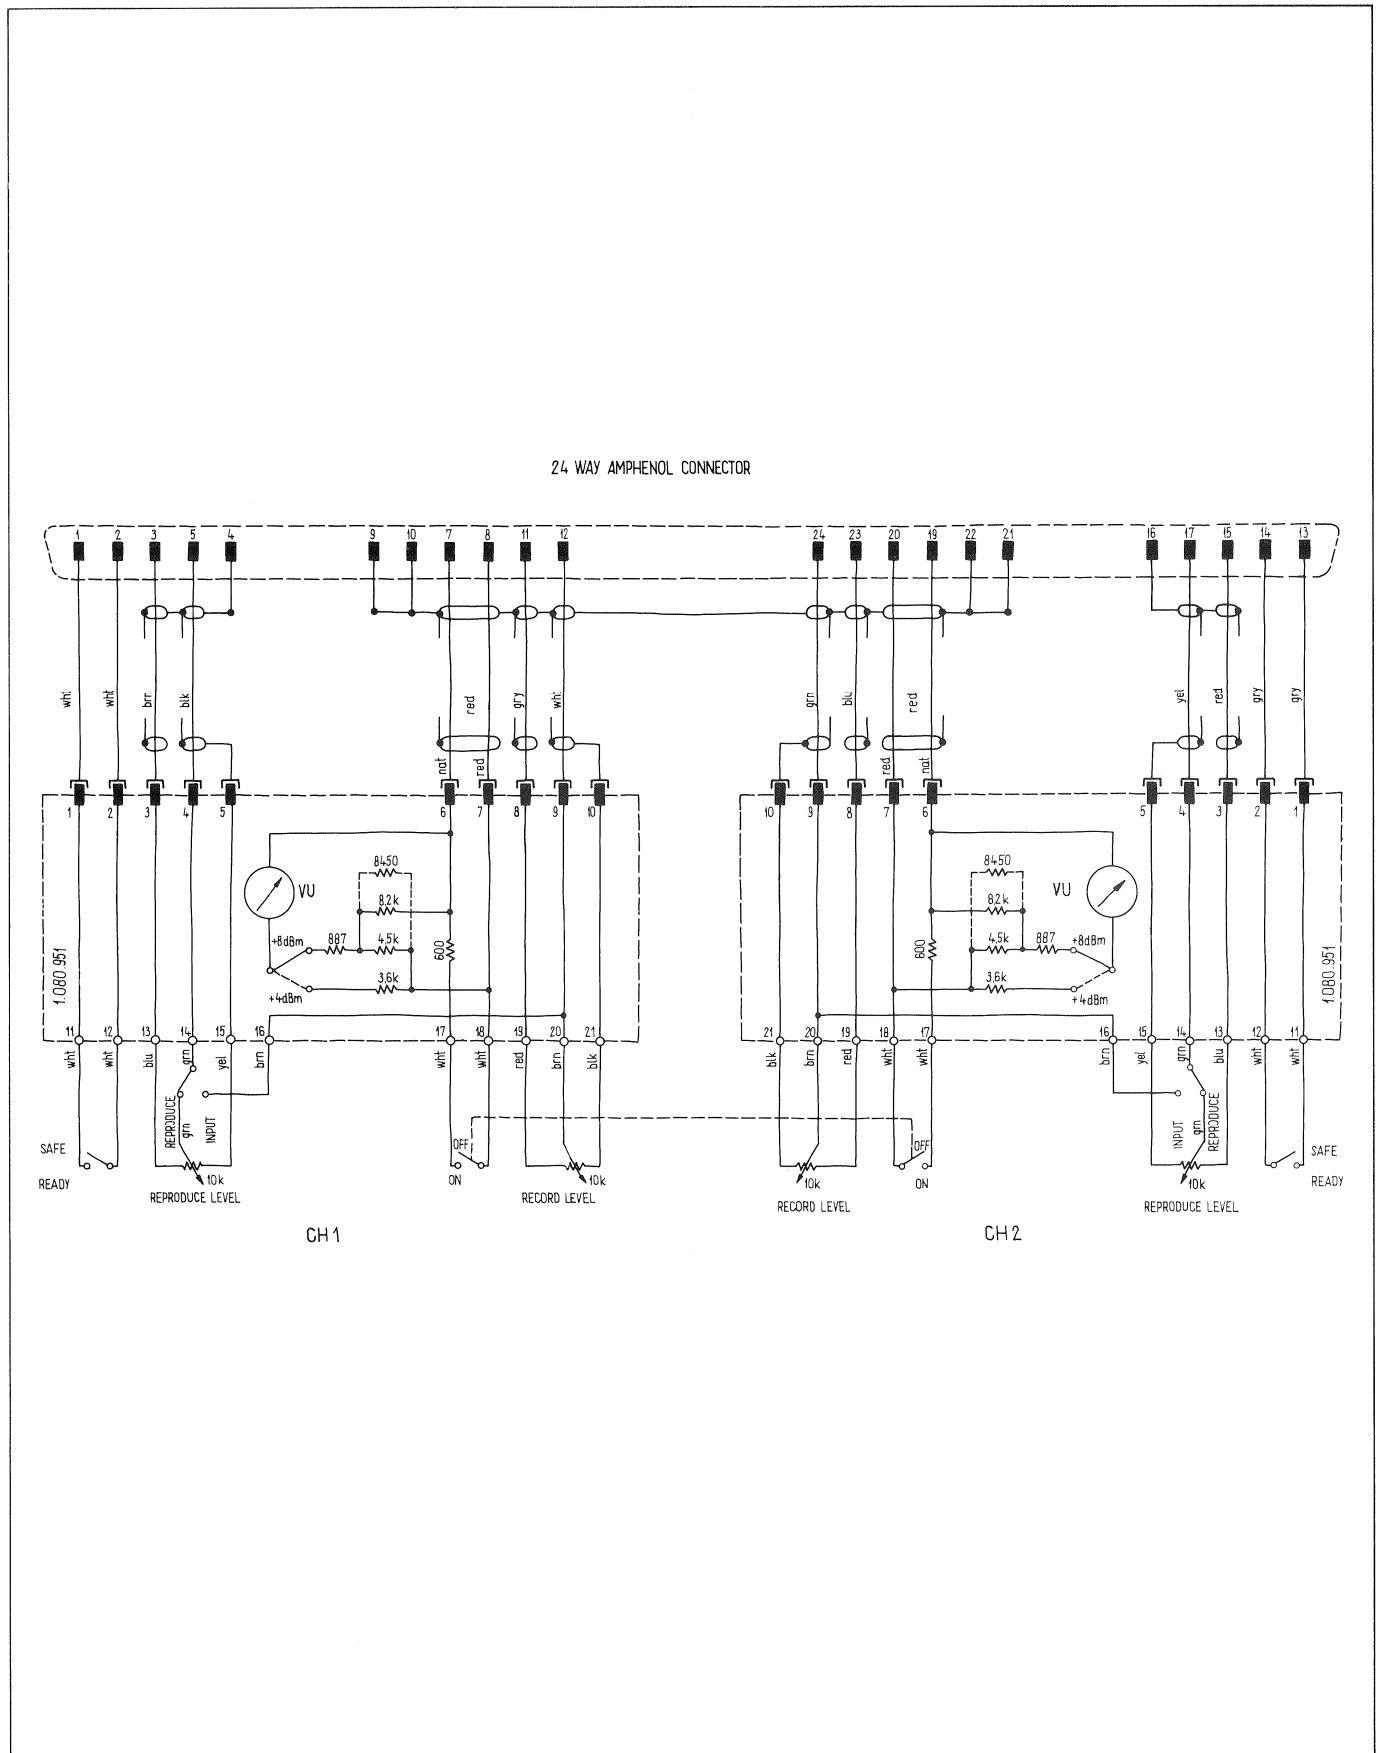 24 WAY AMPHENOL CONNECTOR
1 2 3 5 4 9 10 7 8 11 12 24 23 20 19 22 21 16 17 15 14 13
wht wht brn blk red gry wht grn blu red yel red gry gry
nat red red nat
1 2 3 4 5 6 7 8 9 10 10 9 8 7 6 5 4 3 2 1
8450 8450
VU VU
8,2k 8,2k
+8dBm 887 4,5k 600 600 4,5k 887 +8dBm
3,6k 3,6k
+4dBm +4dBm
1.080.951 1.080.951
11 12 13 14 15 16 17 18 19 20 21 21 20 19 18 17 16 15 14 13 12 11
wht wht blu grn yel brn wht wht red brn blk blk brn red wht wht brn yel grn blu wht wht
REPRODUCE grn INPUT INPUT grn REPRODUCE
SAFE OFF OFF SAFE
READY 10k ON 10k 10k ON 10k READY
REPRODUCE LEVEL RECORD LEVEL RECORD LEVEL REPRODUCE LEVEL
CH 1 CH 2